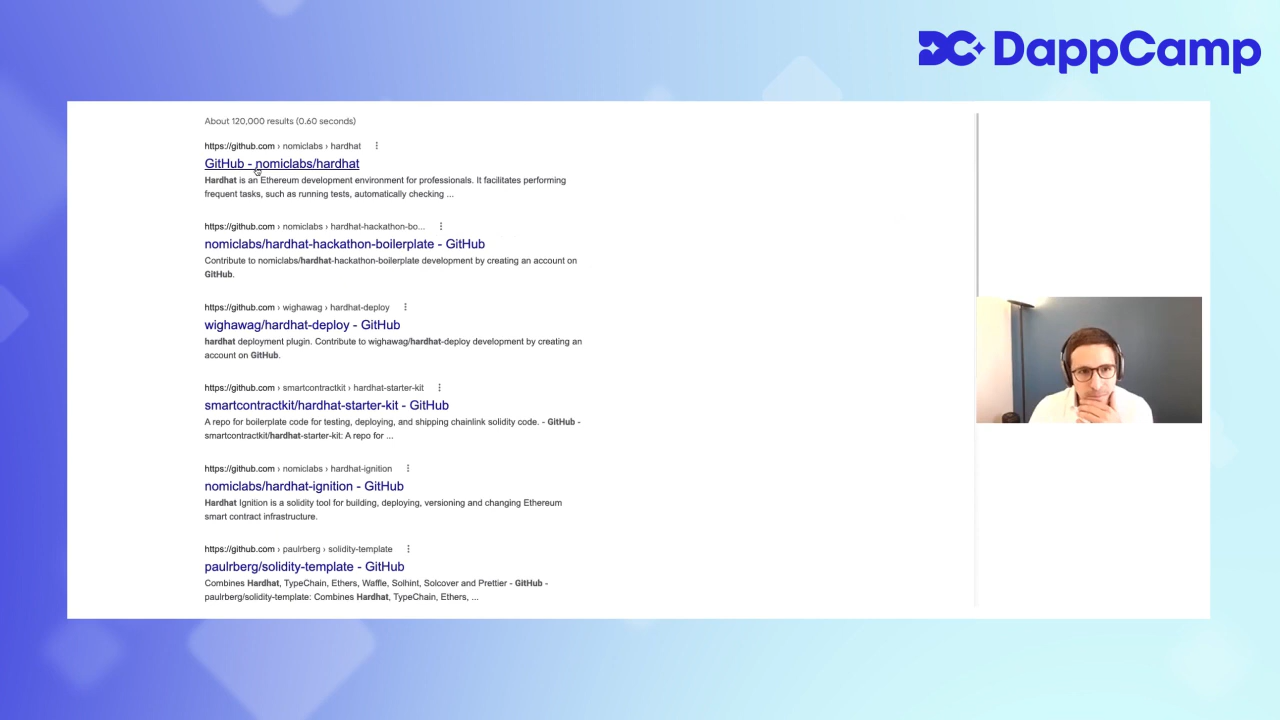 DappCamp
About 120,000 results (0.60 seconds)
https://github.com › nomiclabs › hardhat
GitHub - nomiclabs/hardhat
Hardhat is an Ethereum development environment for professionals. It facilitates performing
frequent tasks, such as running tests, automatically checking ...
https://github.com › nomiclabs › hardhat-hackathon-bo...
nomiclabs/hardhat-hackathon-boilerplate - GitHub
Contribute to nomiclabs/hardhat-hackathon-boilerplate development by creating an account on
GitHub.
https://github.com › wighawag › hardhat-deploy
wighawag/hardhat-deploy - GitHub
hardhat deployment plugin. Contribute to wighawag/hardhat-deploy development by creating an
account on GitHub.
https://github.com › smartcontractkit › hardhat-starter-kit
smartcontractkit/hardhat-starter-kit - GitHub
A repo for boilerplate code for testing, deploying, and shipping chainlink solidity code. - GitHub -
smartcontractkit/hardhat-starter-kit: A repo for ...
https://github.com › nomiclabs › hardhat-ignition
nomiclabs/hardhat-ignition - GitHub
Hardhat Ignition is a solidity tool for building, deploying, versioning and changing Ethereum
smart contract infrastructure.
https://github.com › paulrberg › solidity-template
paulrberg/solidity-template - GitHub
Combines Hardhat, TypeChain, Ethers, Waffle, Solhint, Solcover and Prettier - GitHub -
paulrberg/solidity-template: Combines Hardhat, TypeChain, Ethers, ...